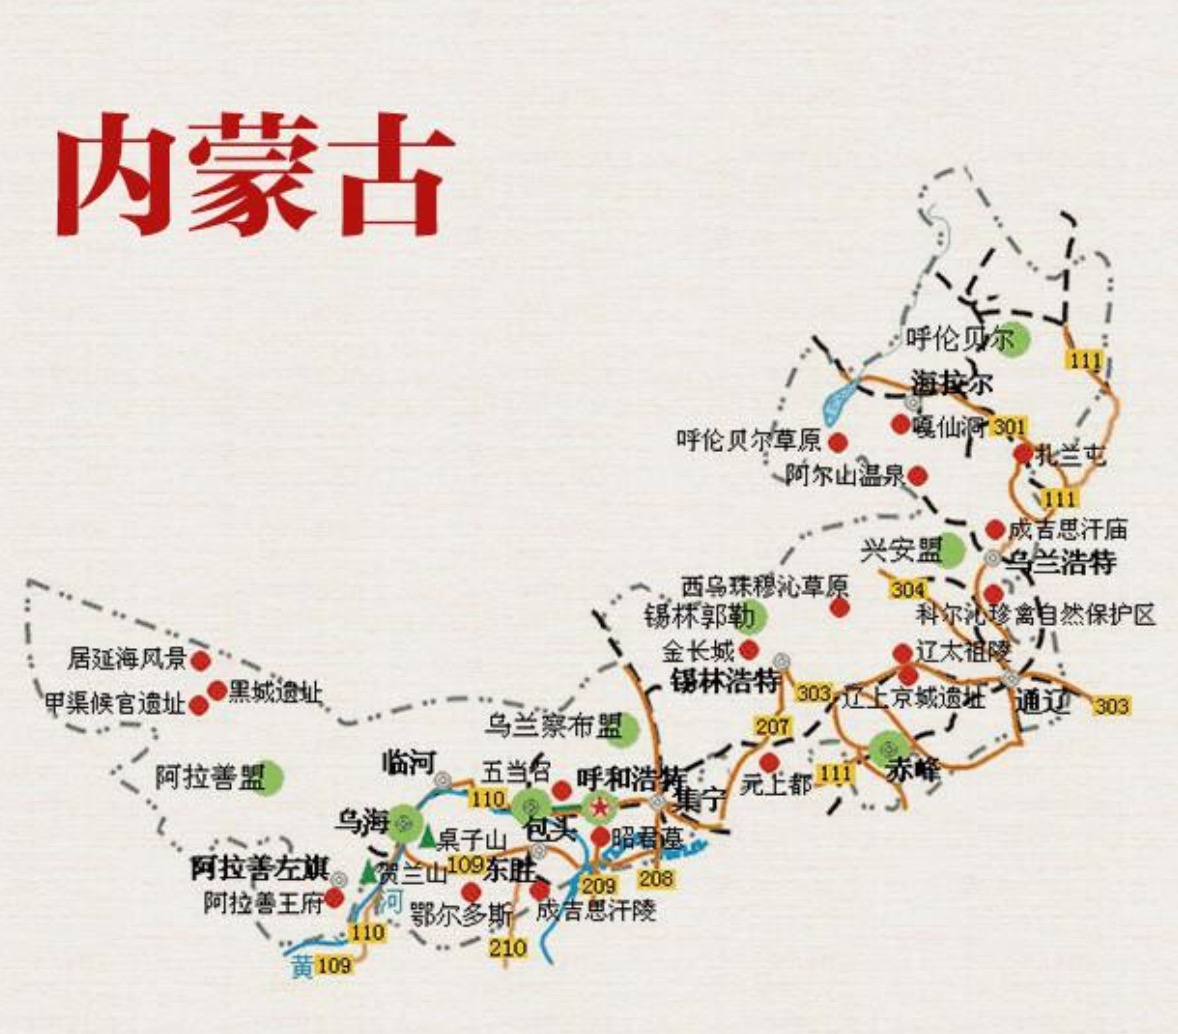 内蒙古
呼伦贝尔
111
海拉尔
嘎仙洞
301
呼伦贝尔草原
扎兰屯
阿尔山温泉
111
成吉思汗庙
兴安盟
乌兰浩特
西乌珠穆沁草原
304
锡林郭勒
科尔沁珍禽自然保护区
金长城
辽太祖陵
居延海风景
锡林浩特
303
辽上京城遗址
通辽
303
甲渠候官遗址
黑城遗址
207
乌兰察布盟
临河
五当召
呼和浩特
元上都
111
赤峰
阿拉善盟
110
集宁
乌海
包头
昭君墓
桌子山
109
东胜
阿拉善左旗
贺兰山
209
208
阿拉善王府
河
鄂尔多斯
成吉思汗陵
110
210
黄
109